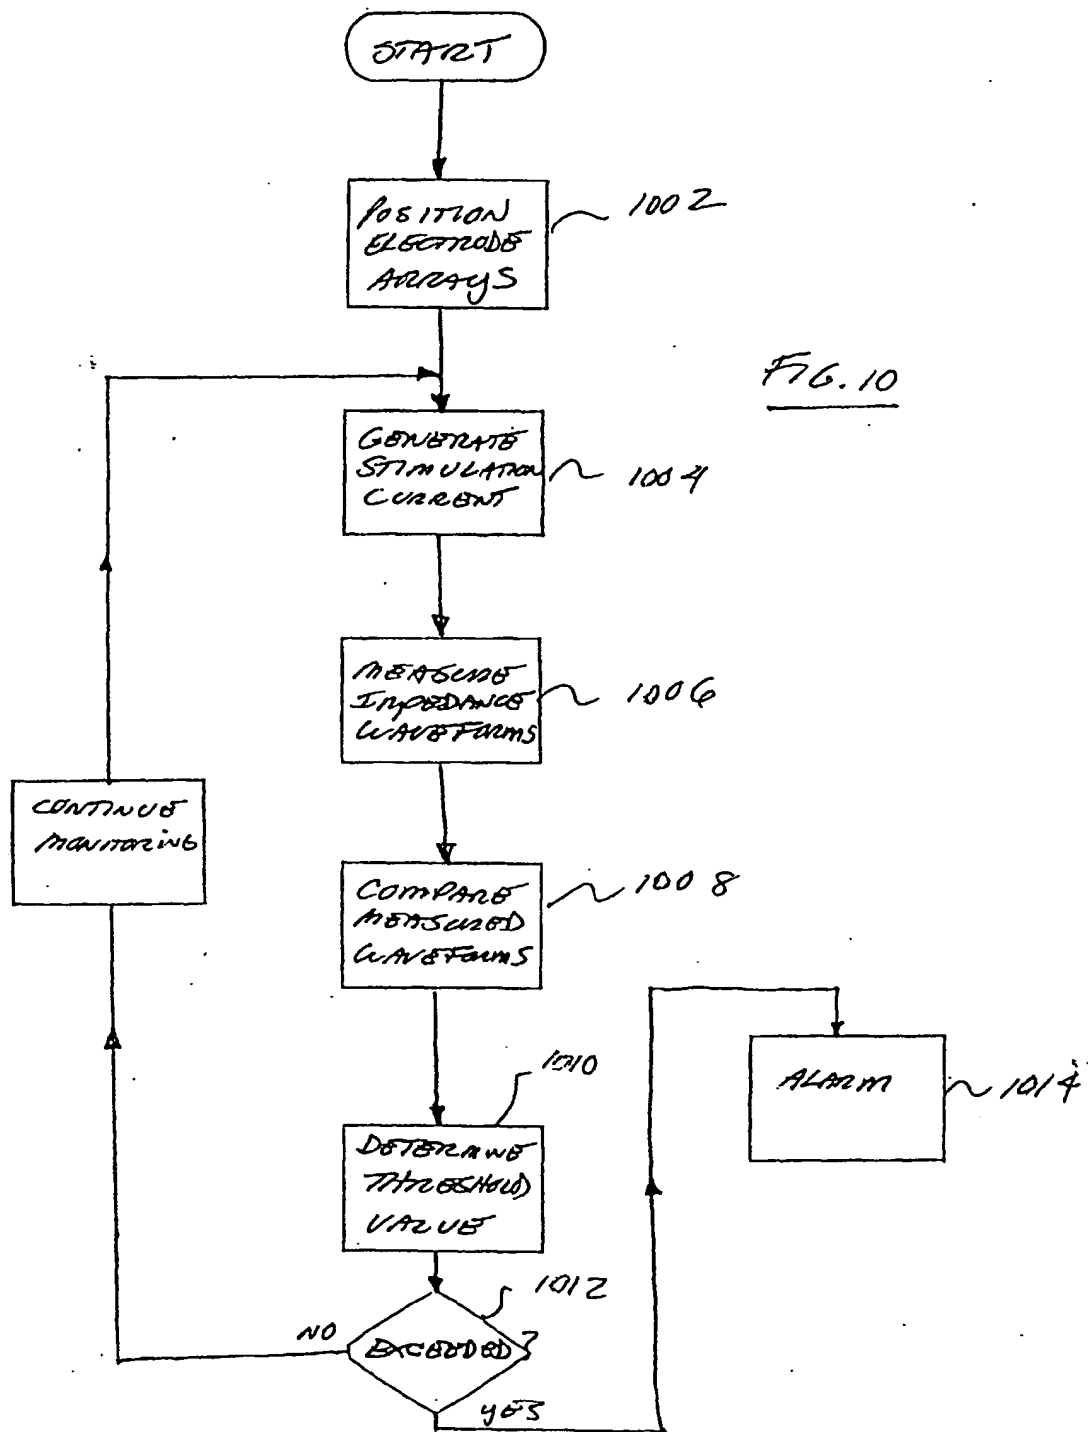 START
POSITION
ELECTRODE
ARRAYS
1002
FIG. 10
GENERATE
STIMULATION
CURRENT
1004
MEASURE
IMPEDANCE
WAVEFORMS
1006
CONTINUE
MONITORING
COMPARE
MEASURED
WAVEFORMS
1008
1010
DETERMINE
THRESHOLD
VALUE
ALARM
1014
1012
NO
EXCEEDED?
YES